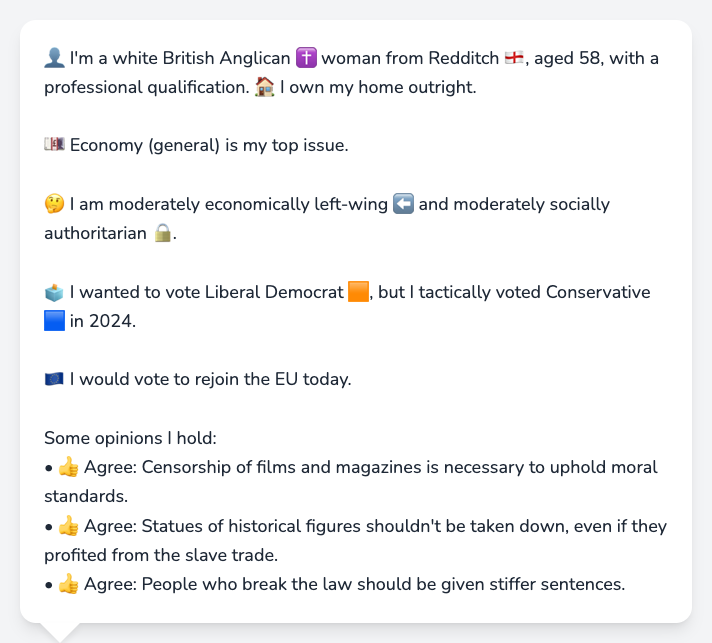 👤 I'm a white British Anglican ✝️ woman from Redditch 🏴󠁧󠁢󠁥󠁮󠁧󠁿, aged 58, with a
professional qualification. 🏠 I own my home outright.
💷 Economy (general) is my top issue.
🤔 I am moderately economically left-wing ⬅️ and moderately socially
authoritarian 🔒.
🗳️ I wanted to vote Liberal Democrat 🟧, but I tactically voted Conservative
🟦 in 2024.
🇪🇺 I would vote to rejoin the EU today.
Some opinions I hold:
• 👍 Agree: Censorship of films and magazines is necessary to uphold moral
standards.
• 👍 Agree: Statues of historical figures shouldn't be taken down, even if they
profited from the slave trade.
• 👍 Agree: People who break the law should be given stiffer sentences.